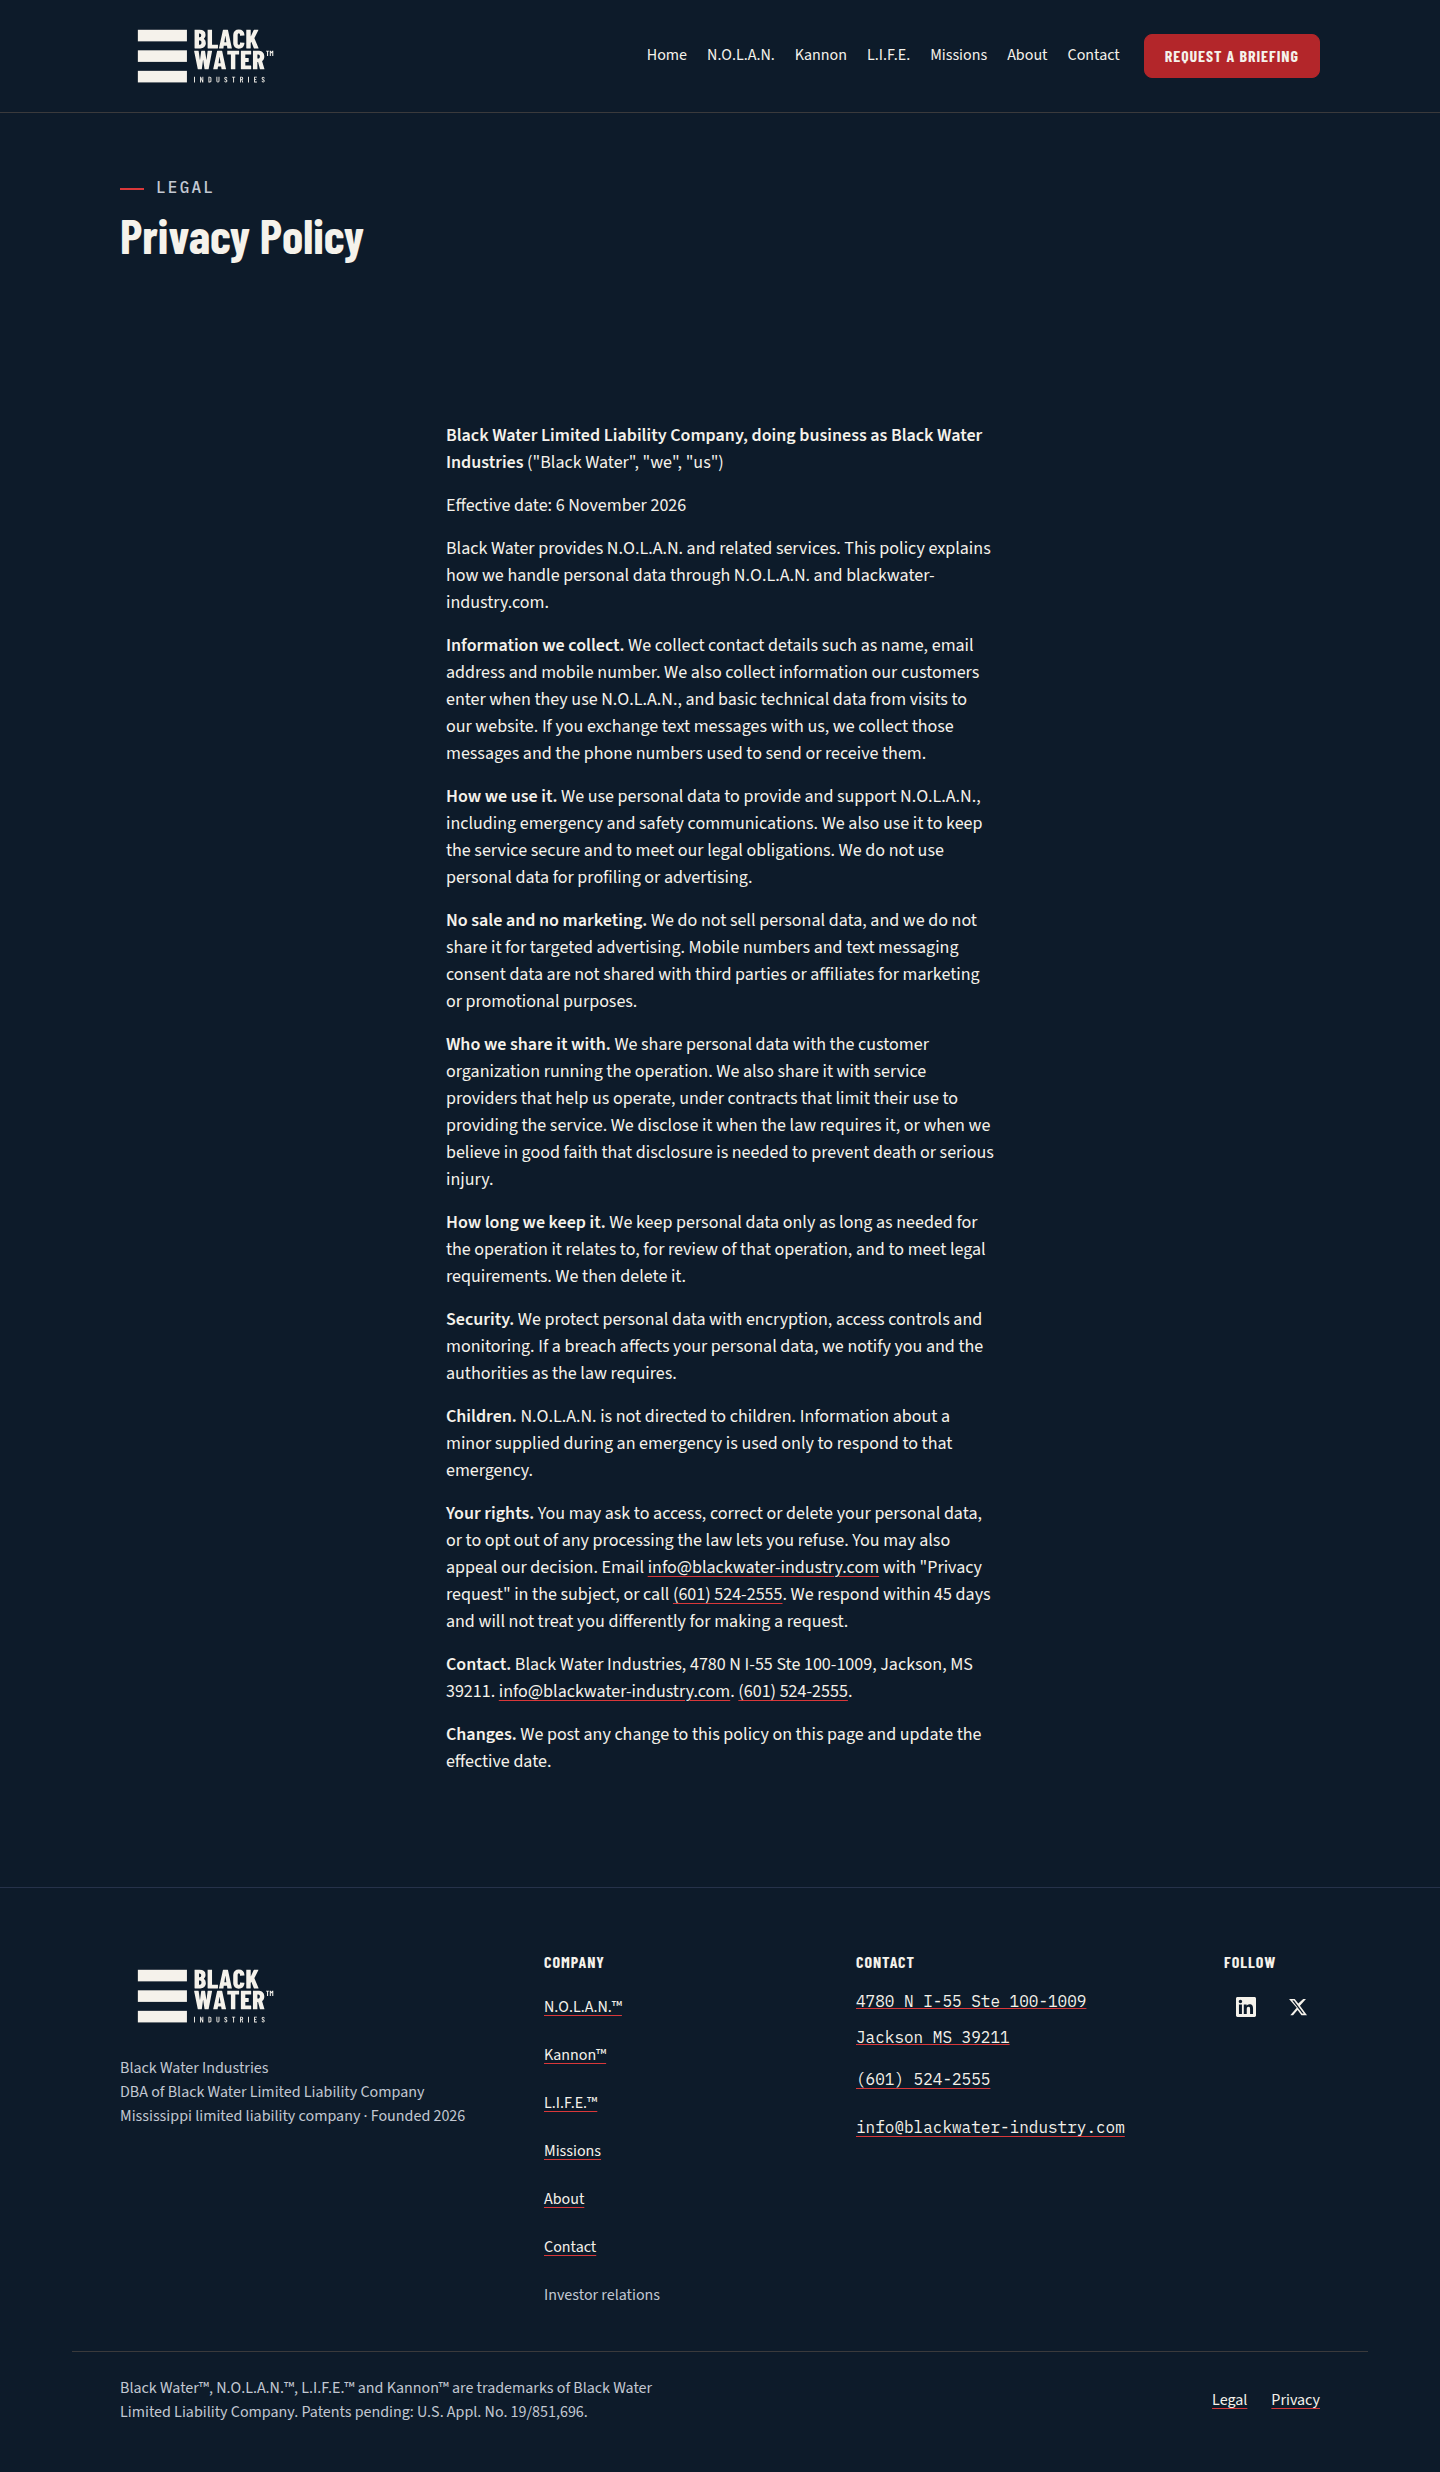 BLACK
WATER™
INDUSTRIES
Home N.O.L.A.N. Kannon L.I.F.E. Missions About Contact REQUEST A BRIEFING
LEGAL
Privacy Policy
Black Water Limited Liability Company, doing business as Black Water
Industries ("Black Water", "we", "us")
Effective date: 6 November 2026
Black Water provides N.O.L.A.N. and related services. This policy explains
how we handle personal data through N.O.L.A.N. and blackwater-
industry.com.
Information we collect. We collect contact details such as name, email
address and mobile number. We also collect information our customers
enter when they use N.O.L.A.N., and basic technical data from visits to
our website. If you exchange text messages with us, we collect those
messages and the phone numbers used to send or receive them.
How we use it. We use personal data to provide and support N.O.L.A.N.,
including emergency and safety communications. We also use it to keep
the service secure and to meet our legal obligations. We do not use
personal data for profiling or advertising.
No sale and no marketing. We do not sell personal data, and we do not
share it for targeted advertising. Mobile numbers and text messaging
consent data are not shared with third parties or affiliates for marketing
or promotional purposes.
Who we share it with. We share personal data with the customer
organization running the operation. We also share it with service
providers that help us operate, under contracts that limit their use to
providing the service. We disclose it when the law requires it, or when we
believe in good faith that disclosure is needed to prevent death or serious
injury.
How long we keep it. We keep personal data only as long as needed for
the operation it relates to, for review of that operation, and to meet legal
requirements. We then delete it.
Security. We protect personal data with encryption, access controls and
monitoring. If a breach affects your personal data, we notify you and the
authorities as the law requires.
Children. N.O.L.A.N. is not directed to children. Information about a
minor supplied during an emergency is used only to respond to that
emergency.
Your rights. You may ask to access, correct or delete your personal data,
or to opt out of any processing the law lets you refuse. You may also
appeal our decision. Email info@blackwater-industry.com with "Privacy
request" in the subject, or call (601) 524-2555. We respond within 45 days
and will not treat you differently for making a request.
Contact. Black Water Industries, 4780 N I-55 Ste 100-1009, Jackson, MS
39211. info@blackwater-industry.com. (601) 524-2555.
Changes. We post any change to this policy on this page and update the
effective date.
BLACK
WATER™
INDUSTRIES
Black Water Industries
DBA of Black Water Limited Liability Company
Mississippi limited liability company · Founded 2026
COMPANY
N.O.L.A.N.™
Kannon™
L.I.F.E.™
Missions
About
Contact
Investor relations
CONTACT
4780 N I-55 Ste 100-1009
Jackson MS 39211
(601) 524-2555
info@blackwater-industry.com
FOLLOW
Black Water™, N.O.L.A.N.™, L.I.F.E.™ and Kannon™ are trademarks of Black Water
Limited Liability Company. Patents pending: U.S. Appl. No. 19/851,696.
Legal Privacy